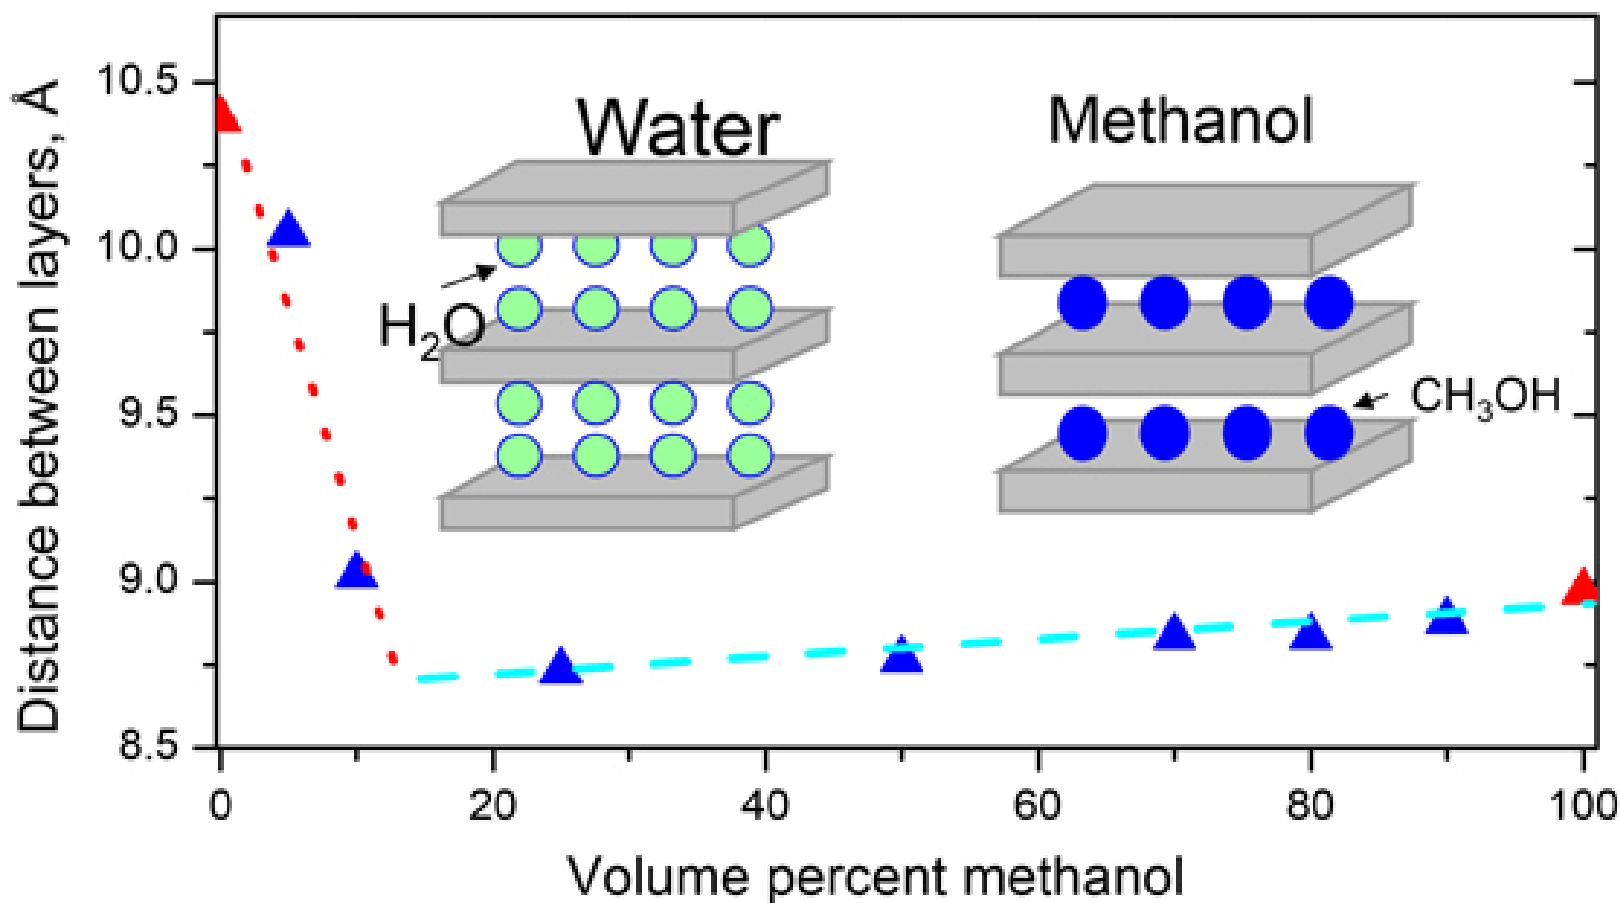 Distance between layers, Å
10.5
10.0
9.5
9.0
8.5
Water
Methanol
H₂O
CH₃OH
0 20 40 60 80 100
Volume percent methanol